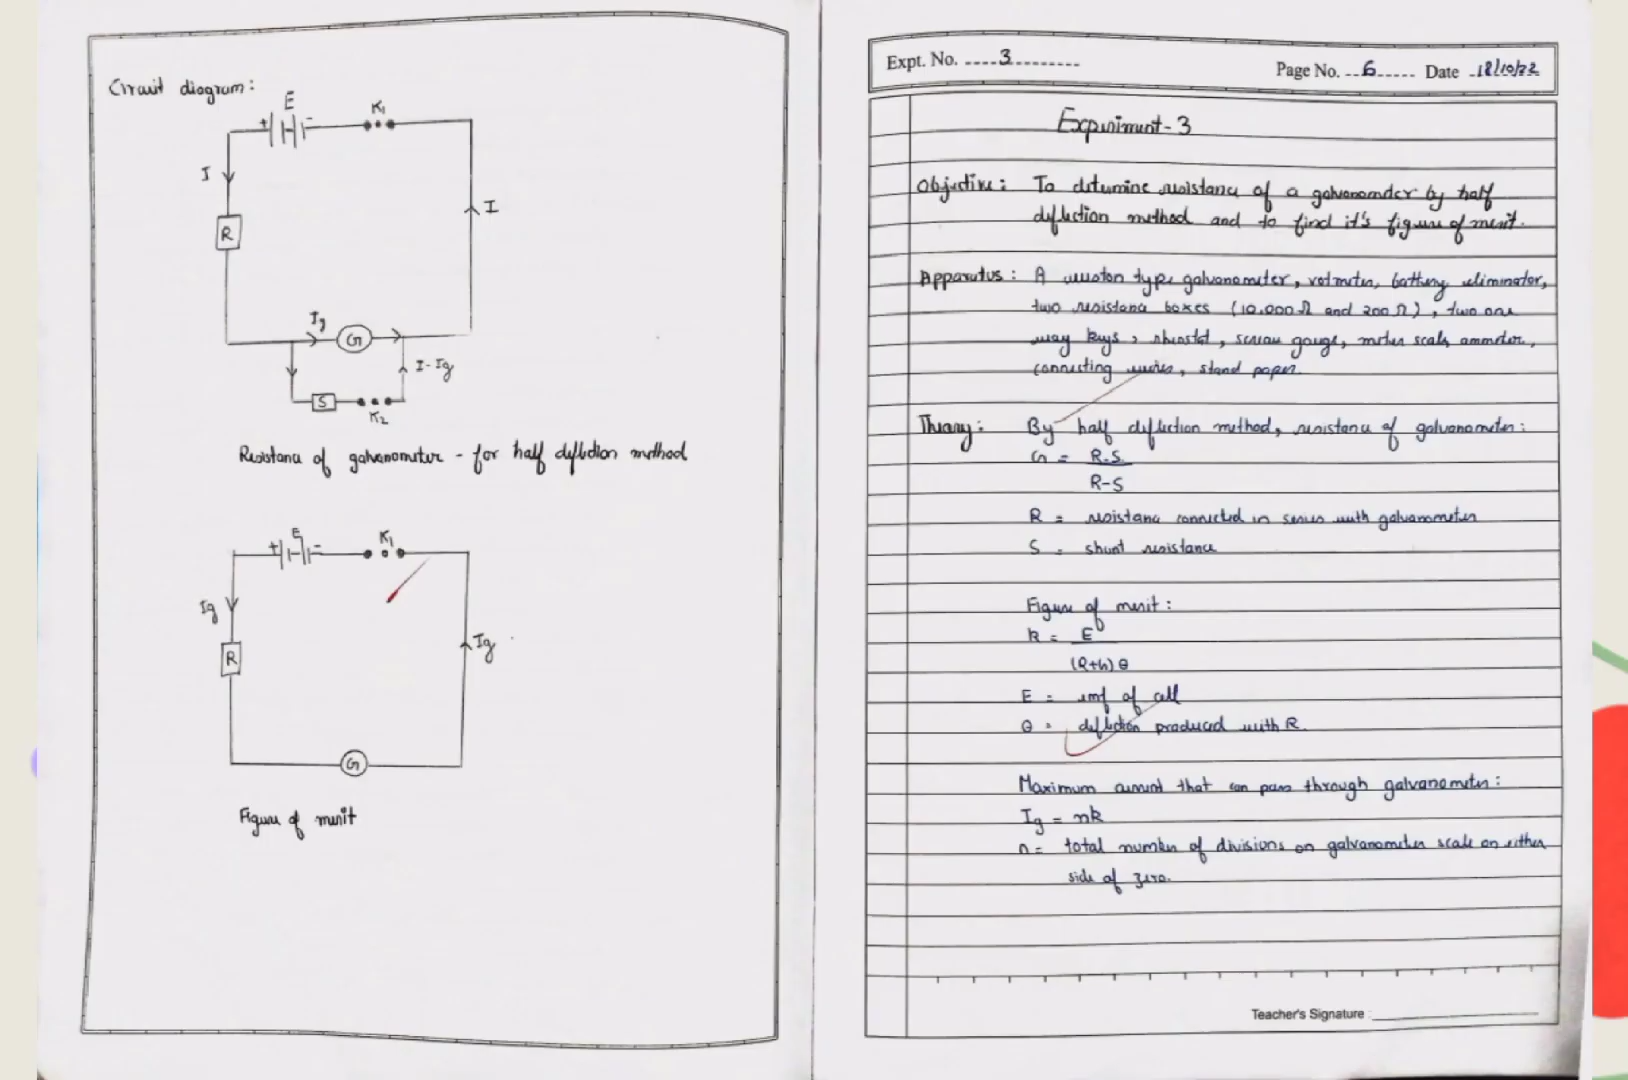 Circuit diagram:
E
+ -
K1
I
I
R
Ig
G
I-Ig
S
K2
Resistance of galvanometer - for half deflection method
E
+ -
K1
Ig
Ig
R
G
Figure of merit
Expt. No. 3
Page No. 6 Date 18/10/22
Experiment-3
Objective: To determine resistance of a galvanometer by half
deflection method and to find it's figure of merit.
Apparatus: A weston type galvanometer, voltmeter, battery eliminator,
two resistance boxes (10,000 Ω and 200 Ω), two one
way keys, rheostat, screw gauge, meter scale, ammeter,
connecting wires, stand paper.
Theory: By half deflection method, resistance of galvanometer:
G = R.S.
R-S
R = resistance connected in series with galvanometer
S = shunt resistance
Figure of merit:
k = E
(R+G) θ
E = emf of cell
θ = deflection produced with R.
Maximum current that can pass through galvanometer:
Ig = nk
n = total number of divisions on galvanometer scale on either
side of zero.
Teacher's Signature